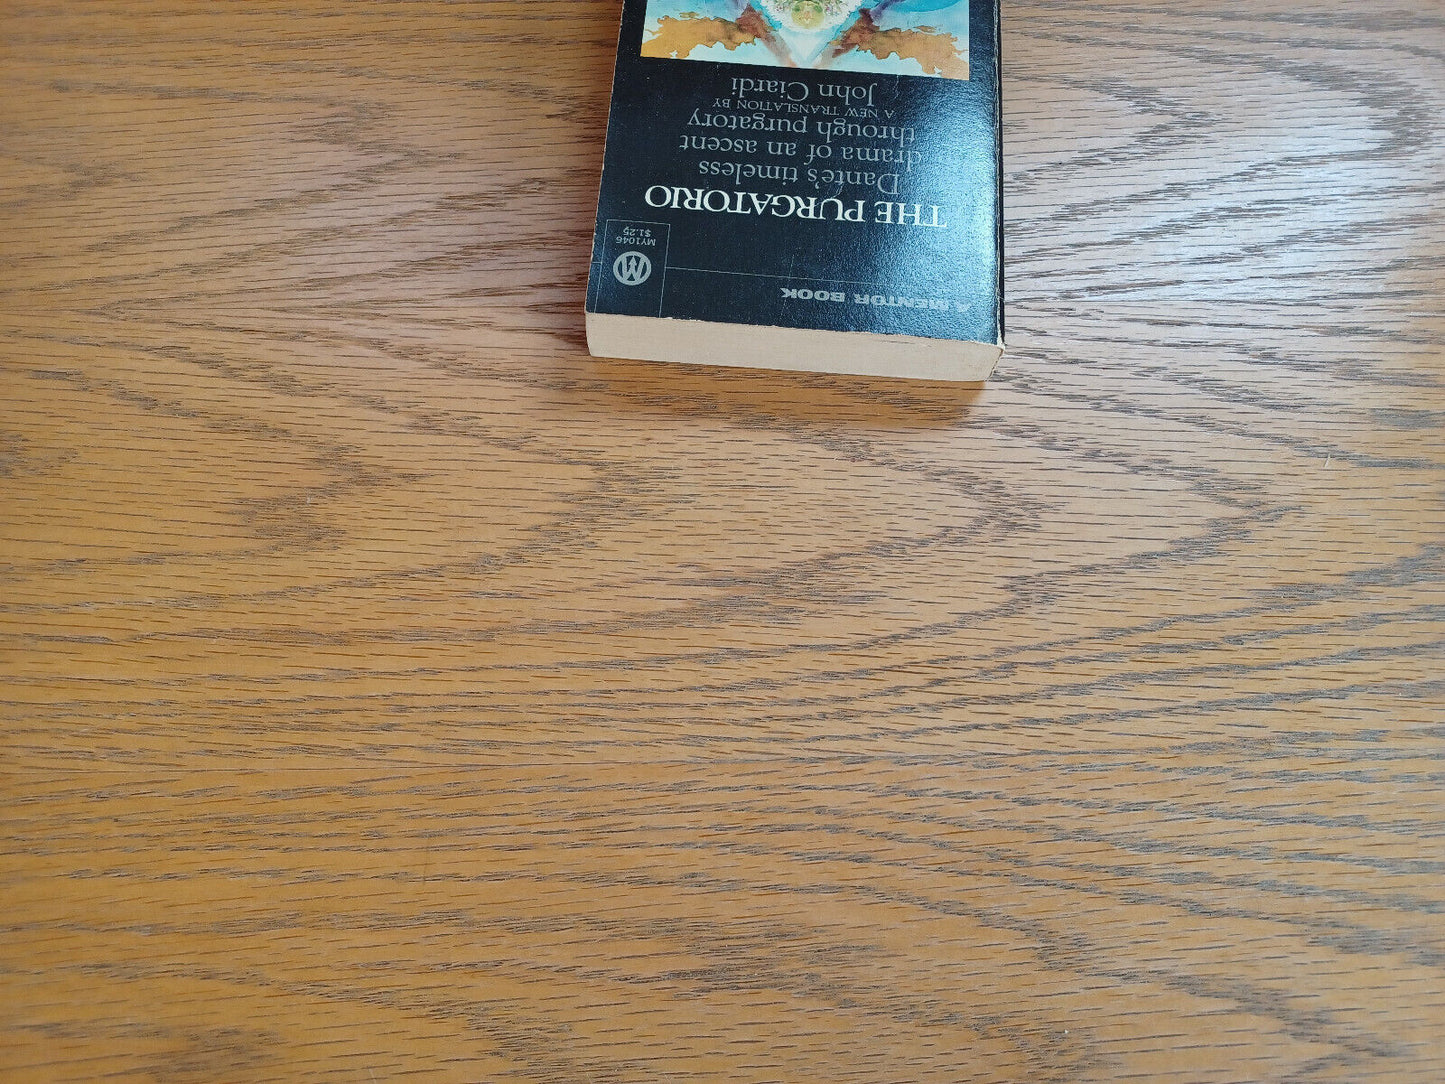 A MENTOR BOOK
MY1046
$1.25
THE PURGATORIO
Dante's timeless
drama of an ascent
through purgatory
A NEW TRANSLATION BY
John Ciardi